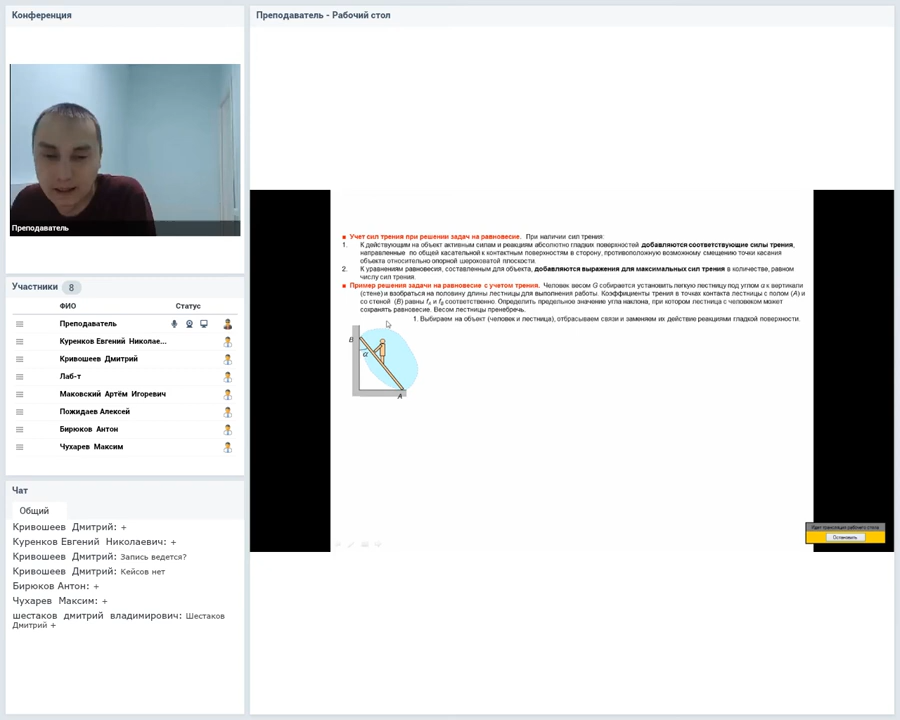 Конференция
Преподаватель - Рабочий стол
Преподаватель
Участники 8
ФИО Статус
Преподаватель
Куренков Евгений Николае...
Кривошеев Дмитрий
Лаб-т
Маковский Артём Игоревич
Пожидаев Алексей
Бирюков Антон
Чухарев Максим
Чат
Общий
Кривошеев Дмитрий: +
Куренков Евгений Николаевич: +
Кривошеев Дмитрий: Запись ведется?
Кривошеев Дмитрий: Кейсов нет
Бирюков Антон: +
Чухарев Максим: +
шестаков дмитрий владимирович: Шестаков
Дмитрий +
Учет сил трения при решении задач на равновесие. При наличии сил трения:
1. К действующим на объект активным силам и реакциям абсолютно гладких поверхностей добавляются соответствующие силы трения,
направленные по общей касательной к контактным поверхностям в сторону, противоположную возможному смещению точки касания
объекта относительно опорной шероховатой плоскости.
2. К уравнениям равновесия, составленным для объекта, добавляются выражения для максимальных сил трения в количестве, равном
числу сил трения.
Пример решения задачи на равновесие с учетом трения. Человек весом G собирается установить легкую лестницу под углом α к вертикали
(стене) и взобраться на половину длины лестницы для выполнения работы. Коэффициенты трения в точках контакта лестницы с полом (A) и
со стеной (B) равны fA и fB соответственно. Определить предельное значение угла наклона, при котором лестница с человеком может
сохранять равновесие. Весом лестницы пренебречь.
1. Выбираем на объект (человек и лестница), отбрасываем связи и заменяем их действие реакциями гладкой поверхности.
B
α
A
Идет трансляция рабочего стола
Остановить